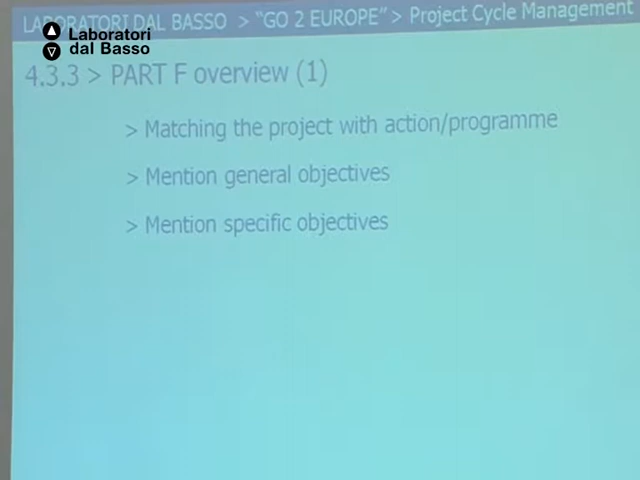 LABORATORI DAL BASSO > "GO 2 EUROPE" > Project Cycle Management
Laboratori
dal Basso
4.3.3 > PART F overview (1)
> Matching the project with action/programme
> Mention general objectives
> Mention specific objectives